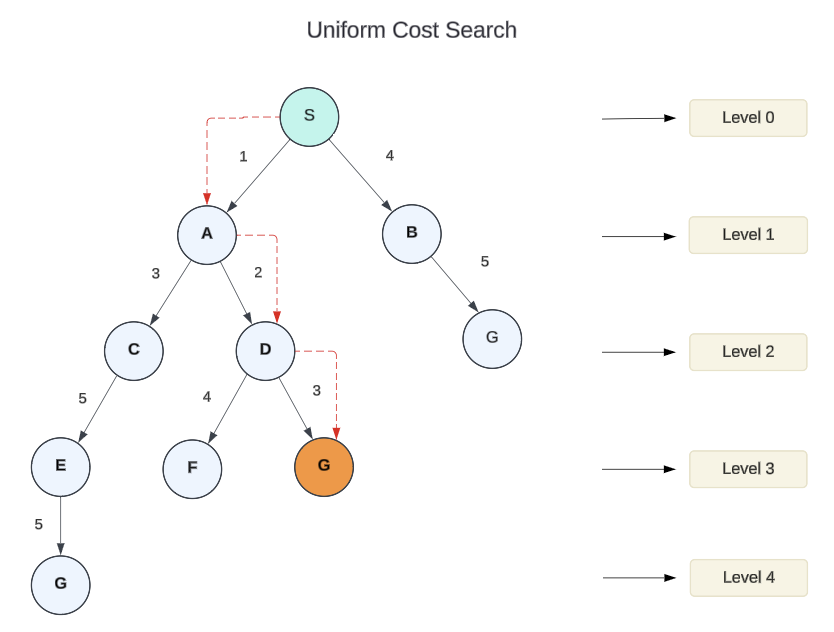 Uniform Cost Search
S
Level 0
1
4
A
B
Level 1
3
2
5
C
D
G
Level 2
5
4
3
E
F
G
Level 3
5
G
Level 4